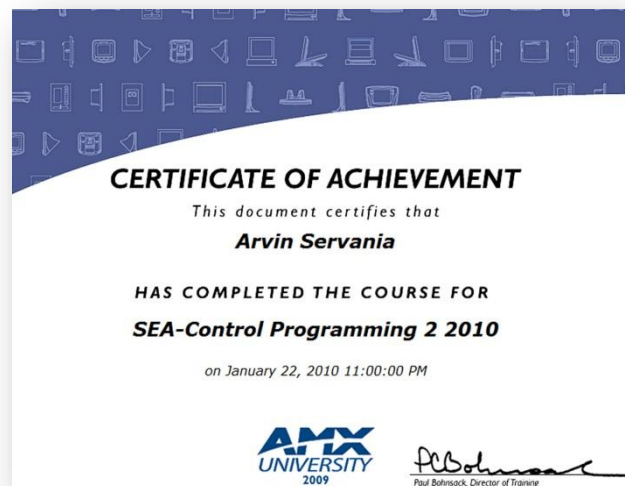 CERTIFICATE OF ACHIEVEMENT
This document certifies that
Arvin Servania
HAS COMPLETED THE COURSE FOR
SEA-Control Programming 2 2010
on January 22, 2010 11:00:00 PM
AMX
UNIVERSITY
2009
PCBohnsack
Paul Bohnsack, Director of Training